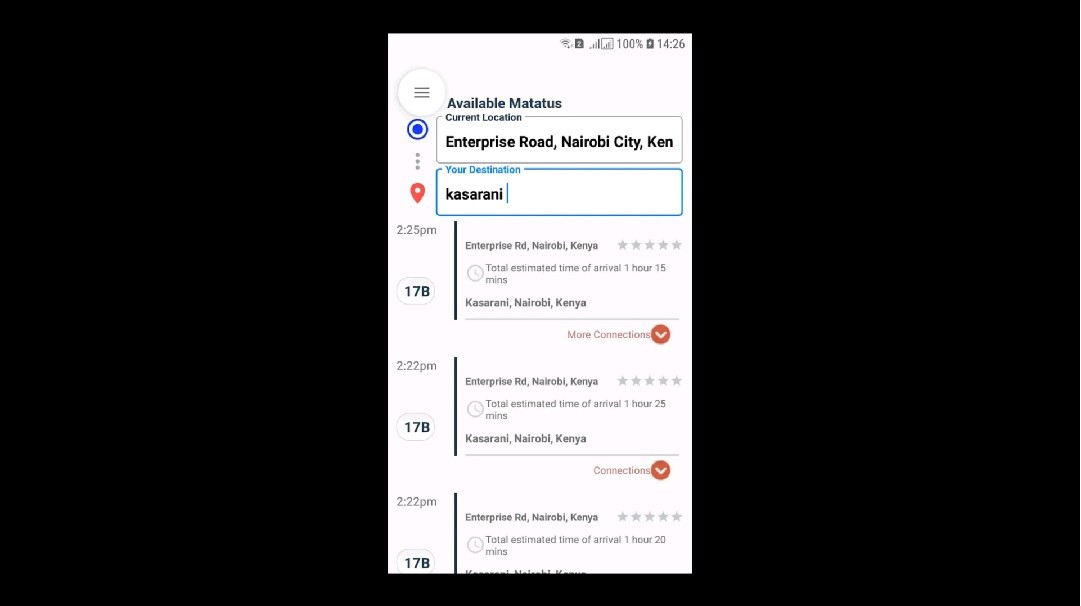 2 100% 14:26
Available Matatus
Current Location
Enterprise Road, Nairobi City, Ken
Your Destination
kasarani
2:25pm
Enterprise Rd, Nairobi, Kenya
Total estimated time of arrival 1 hour 15
mins
17B
Kasarani, Nairobi, Kenya
More Connections
2:22pm
Enterprise Rd, Nairobi, Kenya
Total estimated time of arrival 1 hour 25
mins
17B
Kasarani, Nairobi, Kenya
Connections
2:22pm
Enterprise Rd, Nairobi, Kenya
Total estimated time of arrival 1 hour 20
mins
17B
Kasarani, Nairobi, Kenya